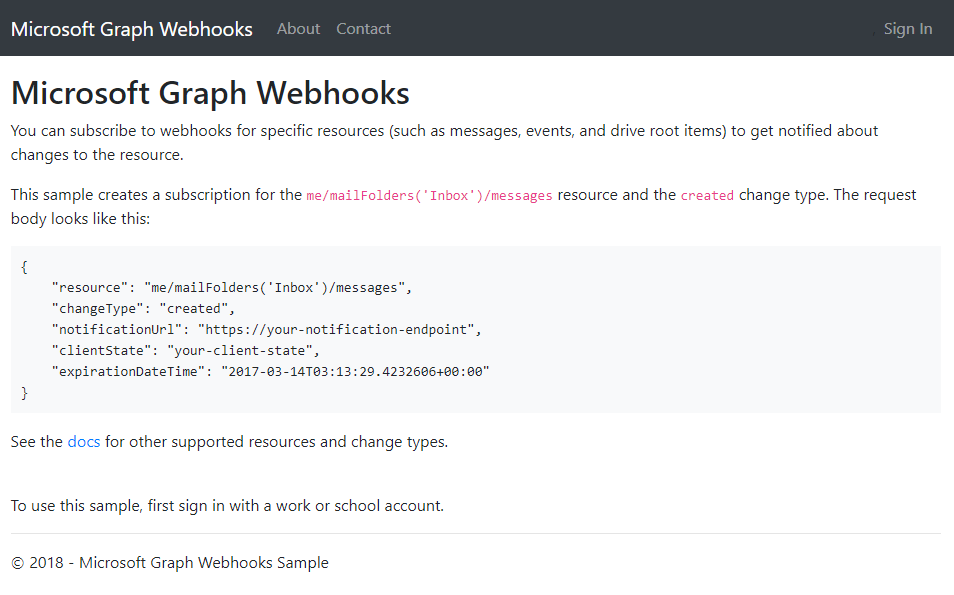 Microsoft Graph Webhooks About Contact Sign In
Microsoft Graph Webhooks
You can subscribe to webhooks for specific resources (such as messages, events, and drive root items) to get notified about
changes to the resource.
This sample creates a subscription for the me/mailFolders('Inbox')/messages resource and the created change type. The request
body looks like this:
{
    "resource": "me/mailFolders('Inbox')/messages",
    "changeType": "created",
    "notificationUrl": "https://your-notification-endpoint",
    "clientState": "your-client-state",
    "expirationDateTime": "2017-03-14T03:13:29.4232606+00:00"
}
See the docs for other supported resources and change types.
To use this sample, first sign in with a work or school account.
© 2018 - Microsoft Graph Webhooks Sample